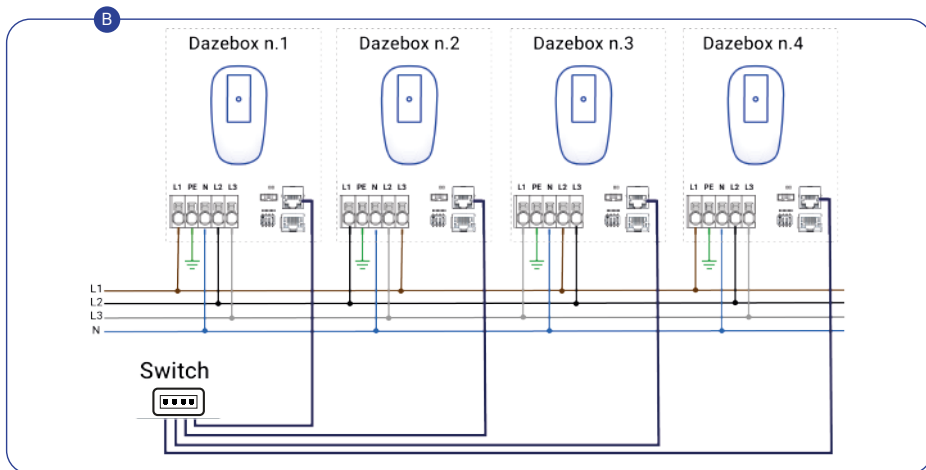 B
Dazebox n.1 Dazebox n.2 Dazebox n.3 Dazebox n.4
L1 PE N L2 L3 L1 PE N L2 L3 L1 PE N L2 L3 L1 PE N L2 L3
L1
L2
L3
N
Switch